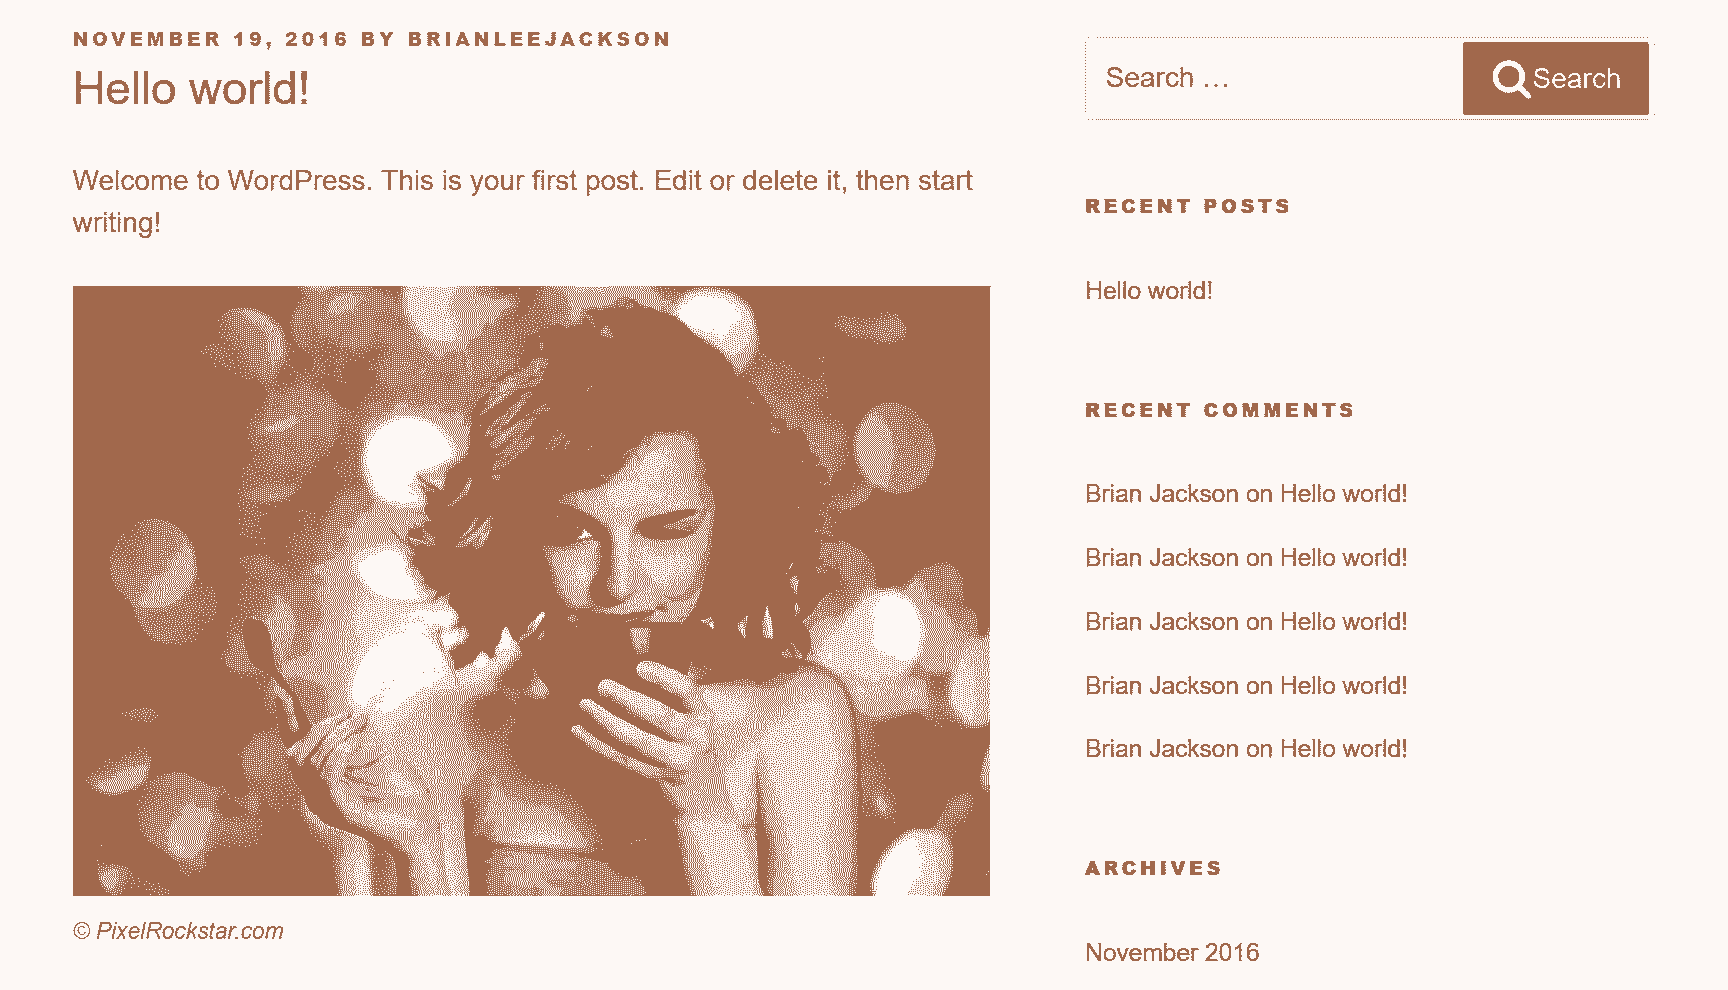 NOVEMBER 19, 2016 BY BRIANLEEJACKSON
Hello world!
Welcome to WordPress. This is your first post. Edit or delete it, then start
writing!
© PixelRockstar.com
Search …
Search
RECENT POSTS
Hello world!
RECENT COMMENTS
Brian Jackson on Hello world!
Brian Jackson on Hello world!
Brian Jackson on Hello world!
Brian Jackson on Hello world!
Brian Jackson on Hello world!
ARCHIVES
November 2016